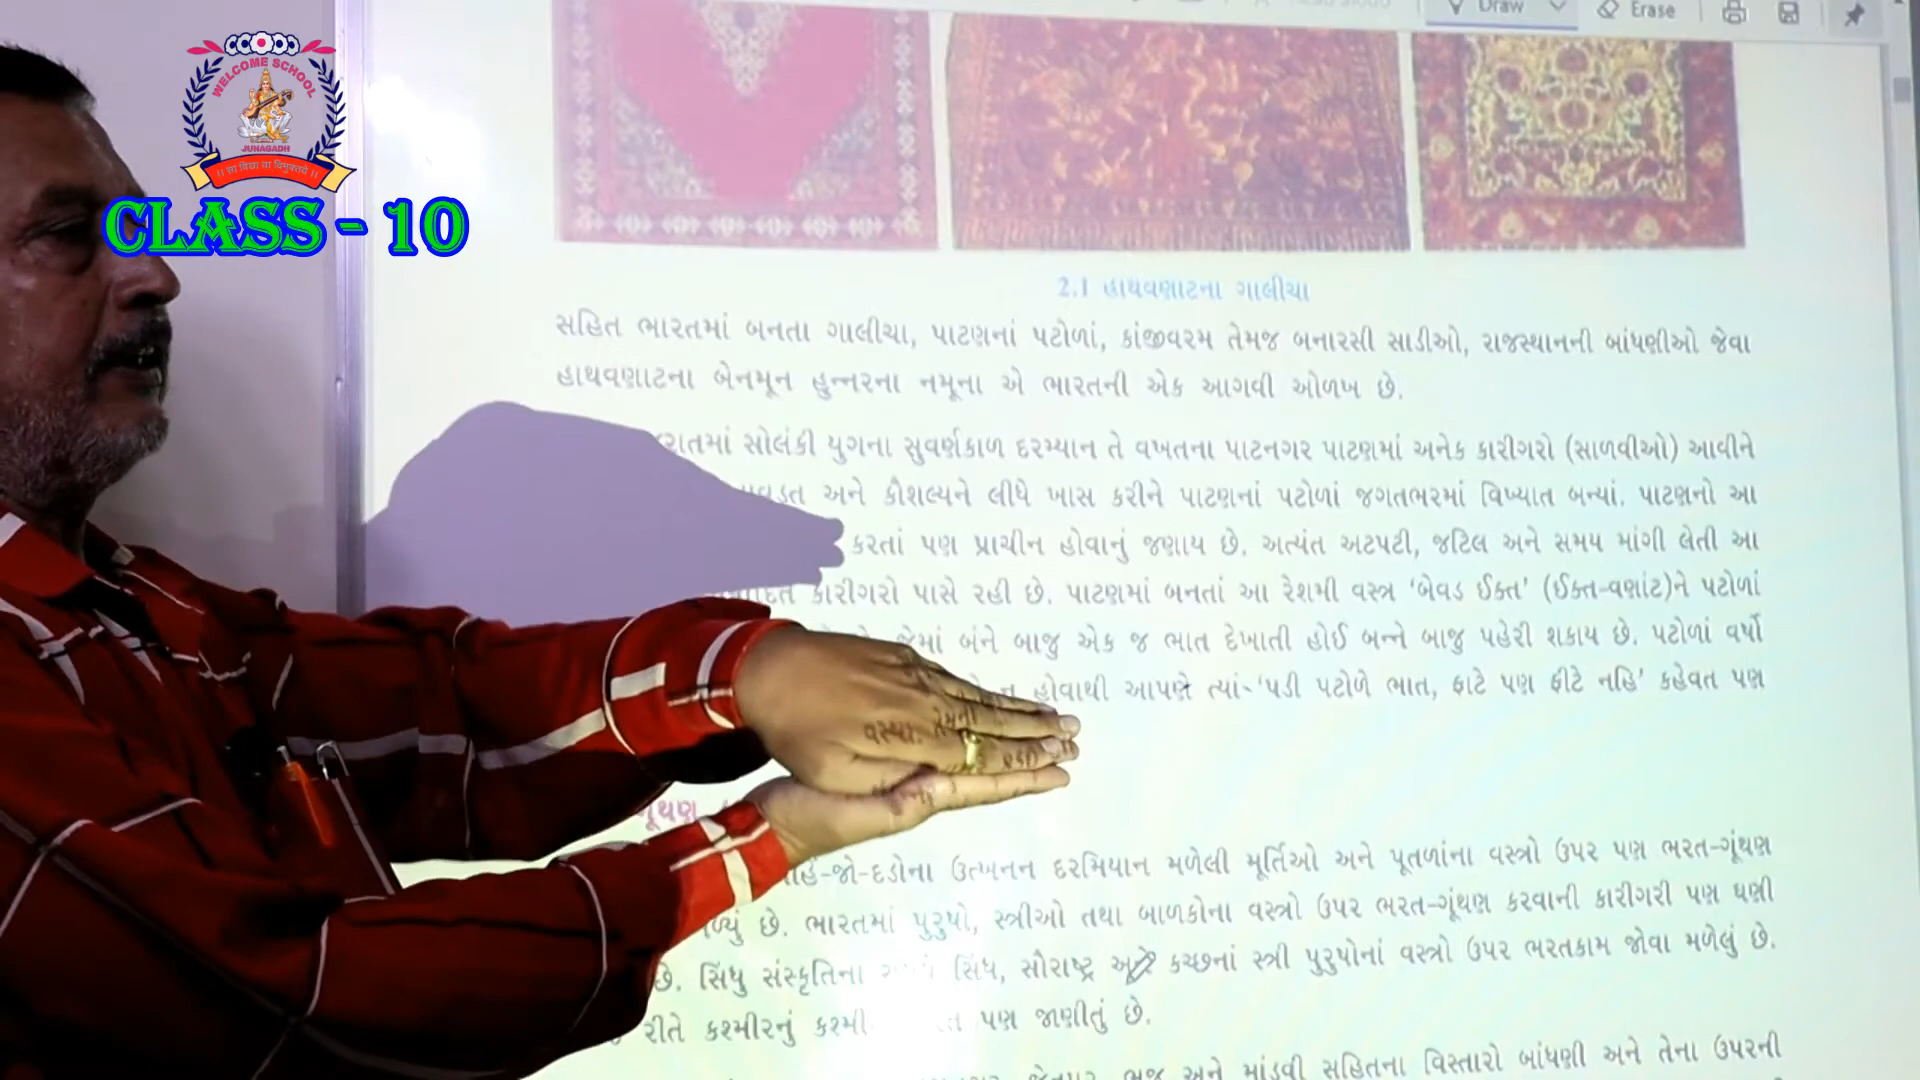 Draw
Erase
WELCOME SCHOOL
JUNAGADH
।। सा विद्या या विमुक्तये ।।
CLASS - 10
2.1 હાથવણાટના ગાલીચા
સહિત ભારતમાં બનતા ગાલીચા, પાટણનાં પટોળાં, કાંજીવરમ તેમજ બનારસી સાડીઓ, રાજસ્થાનની બાંધણીઓ જેવા
હાથવણાટના બેનમૂન હુન્નરના નમૂના એ ભારતની એક આગવી ઓળખ છે.
સોલંકી યુગના સુવર્ણકાળ દરમ્યાન તે વખતના પાટનગર પાટણમાં અનેક કારીગરો (સાળવીઓ) આવીને
અને કૌશલ્યને લીધે ખાસ કરીને પાટણનાં પટોળાં જગતભરમાં વિખ્યાત બન્યાં. પાટણનો આ
કરતાં પણ પ્રાચીન હોવાનું જણાય છે. અત્યંત અટપટી, જટિલ અને સમય માંગી લેતી આ
કારીગરો પાસે રહી છે. પાટણમાં બનતાં આ રેશમી વસ્ત્ર ‘બેવડ ઈક્ત’ (ઈક્ત-વણાંટ)ને પટોળાં
જેમાં બંને બાજુ એક જ ભાત દેખાતી હોઈ બન્ને બાજુ પહેરી શકાય છે. પટોળાં વર્ષો
ન હોવાથી આપણે ત્યાં-‘પડી પટોળે ભાત, ફાટે પણ ફીટે નહિ’ કહેવત પણ
ગૂંથણ
ઉત્ખનન દરમિયાન મળેલી મૂર્તિઓ અને પૂતળાંના વસ્ત્રો ઉપર પણ ભરત-ગૂંથણ
છે. ભારતમાં પુરુષો, સ્ત્રીઓ તથા બાળકોના વસ્ત્રો ઉપર ભરત-ગૂંથણ કરવાની કારીગરી પણ ઘણી
છે. સિંધુ સંસ્કૃતિના સિંધ, સૌરાષ્ટ્ર અને કચ્છનાં સ્ત્રી પુરુષોનાં વસ્ત્રો ઉપર ભરતકામ જોવા મળેલું છે.
રીતે કશ્મીરનું પણ જાણીતું છે.
ભુજ અને માંડવી સહિતના વિસ્તારો બાંધણી અને તેના ઉપરની